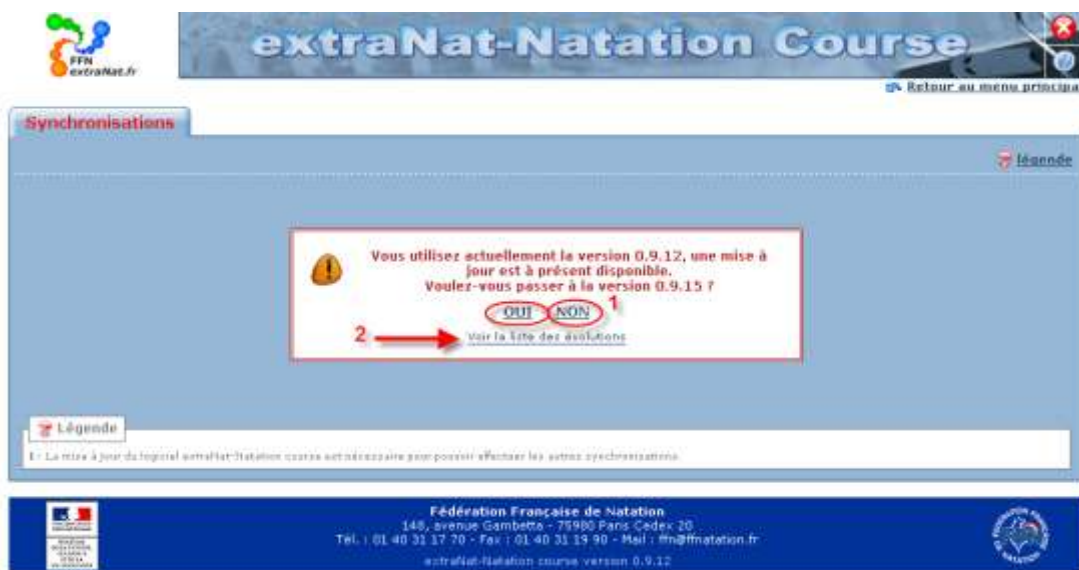 FFN
extraNat.fr
extraNat-Natation Course
Retour au menu principa
Synchronisations
légende
Vous utilisez actuellement la version 0.9.12, une mise à
jour est à présent disponible.
Voulez-vous passer à la version 0.9.15 ?
OUI NON 1
2 Voir la liste des évolutions
Légende
1 - La mise à jour du logiciel extraNat-Natation course est nécessaire pour pouvoir effectuer les autres synchronisations.
Fédération Française de Natation
148, avenue Gambetta - 75980 Paris Cedex 20
Tél. : 01 40 31 17 70 - Fax : 01 40 31 19 90 - Mail : ffn@ffnatation.fr
extraNat-Natation course version 0.9.12